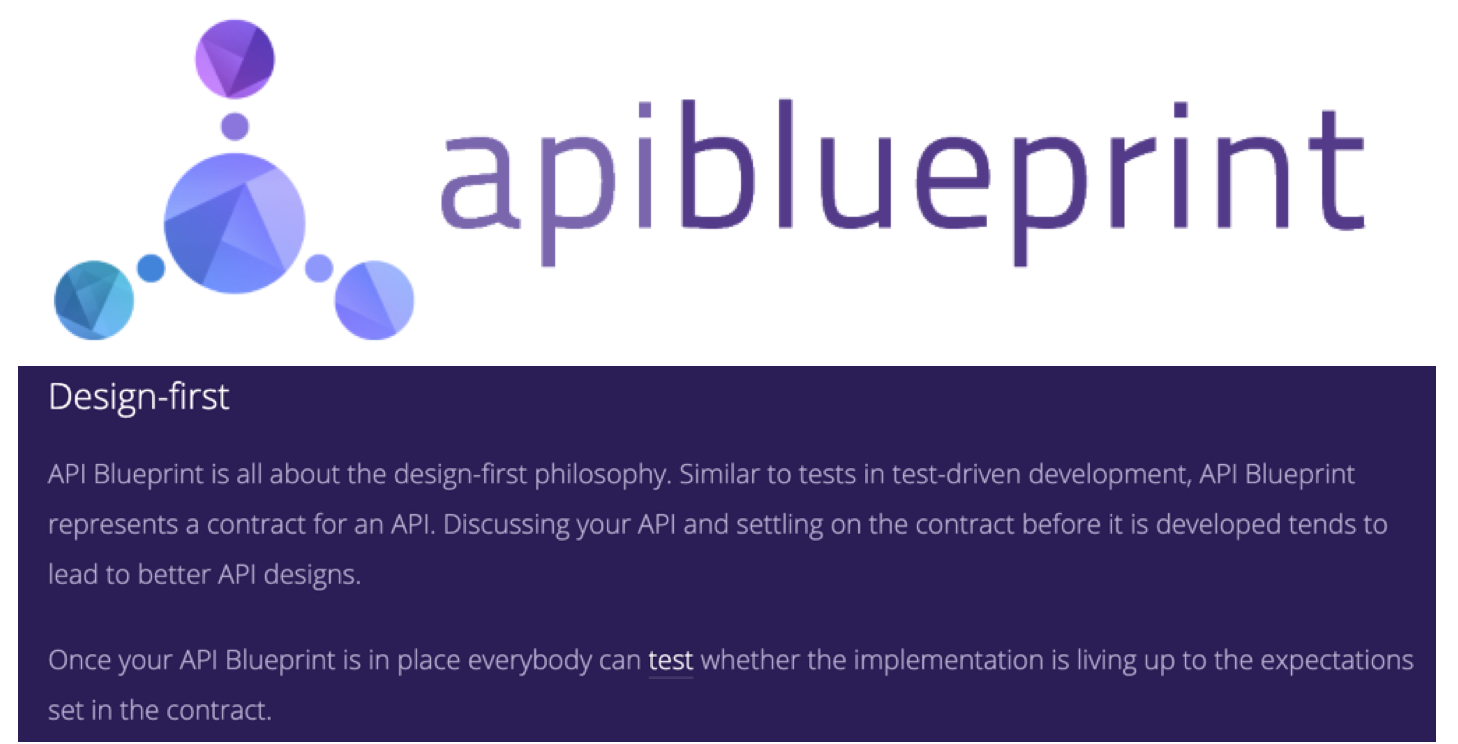 apiblueprint
Design-first
API Blueprint is all about the design-first philosophy. Similar to tests in test-driven development, API Blueprint
represents a contract for an API. Discussing your API and settling on the contract before it is developed tends to
lead to better API designs.
Once your API Blueprint is in place everybody can test whether the implementation is living up to the expectations
set in the contract.